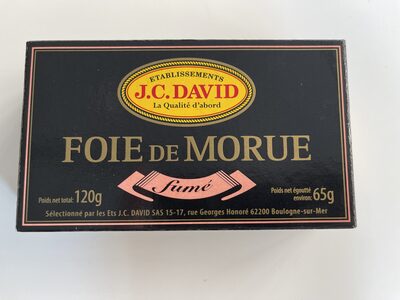 ETABLISSEMENTS
J.C. DAVID
La Qualité d'abord
FOIE DE MORUE
fumé
Poids net total: 120g
Poids net égoutté
environ: 65g
Sélectionné par les Ets J.C. DAVID SAS 15-17, rue Georges Honoré 62200 Boulogne-sur-Mer